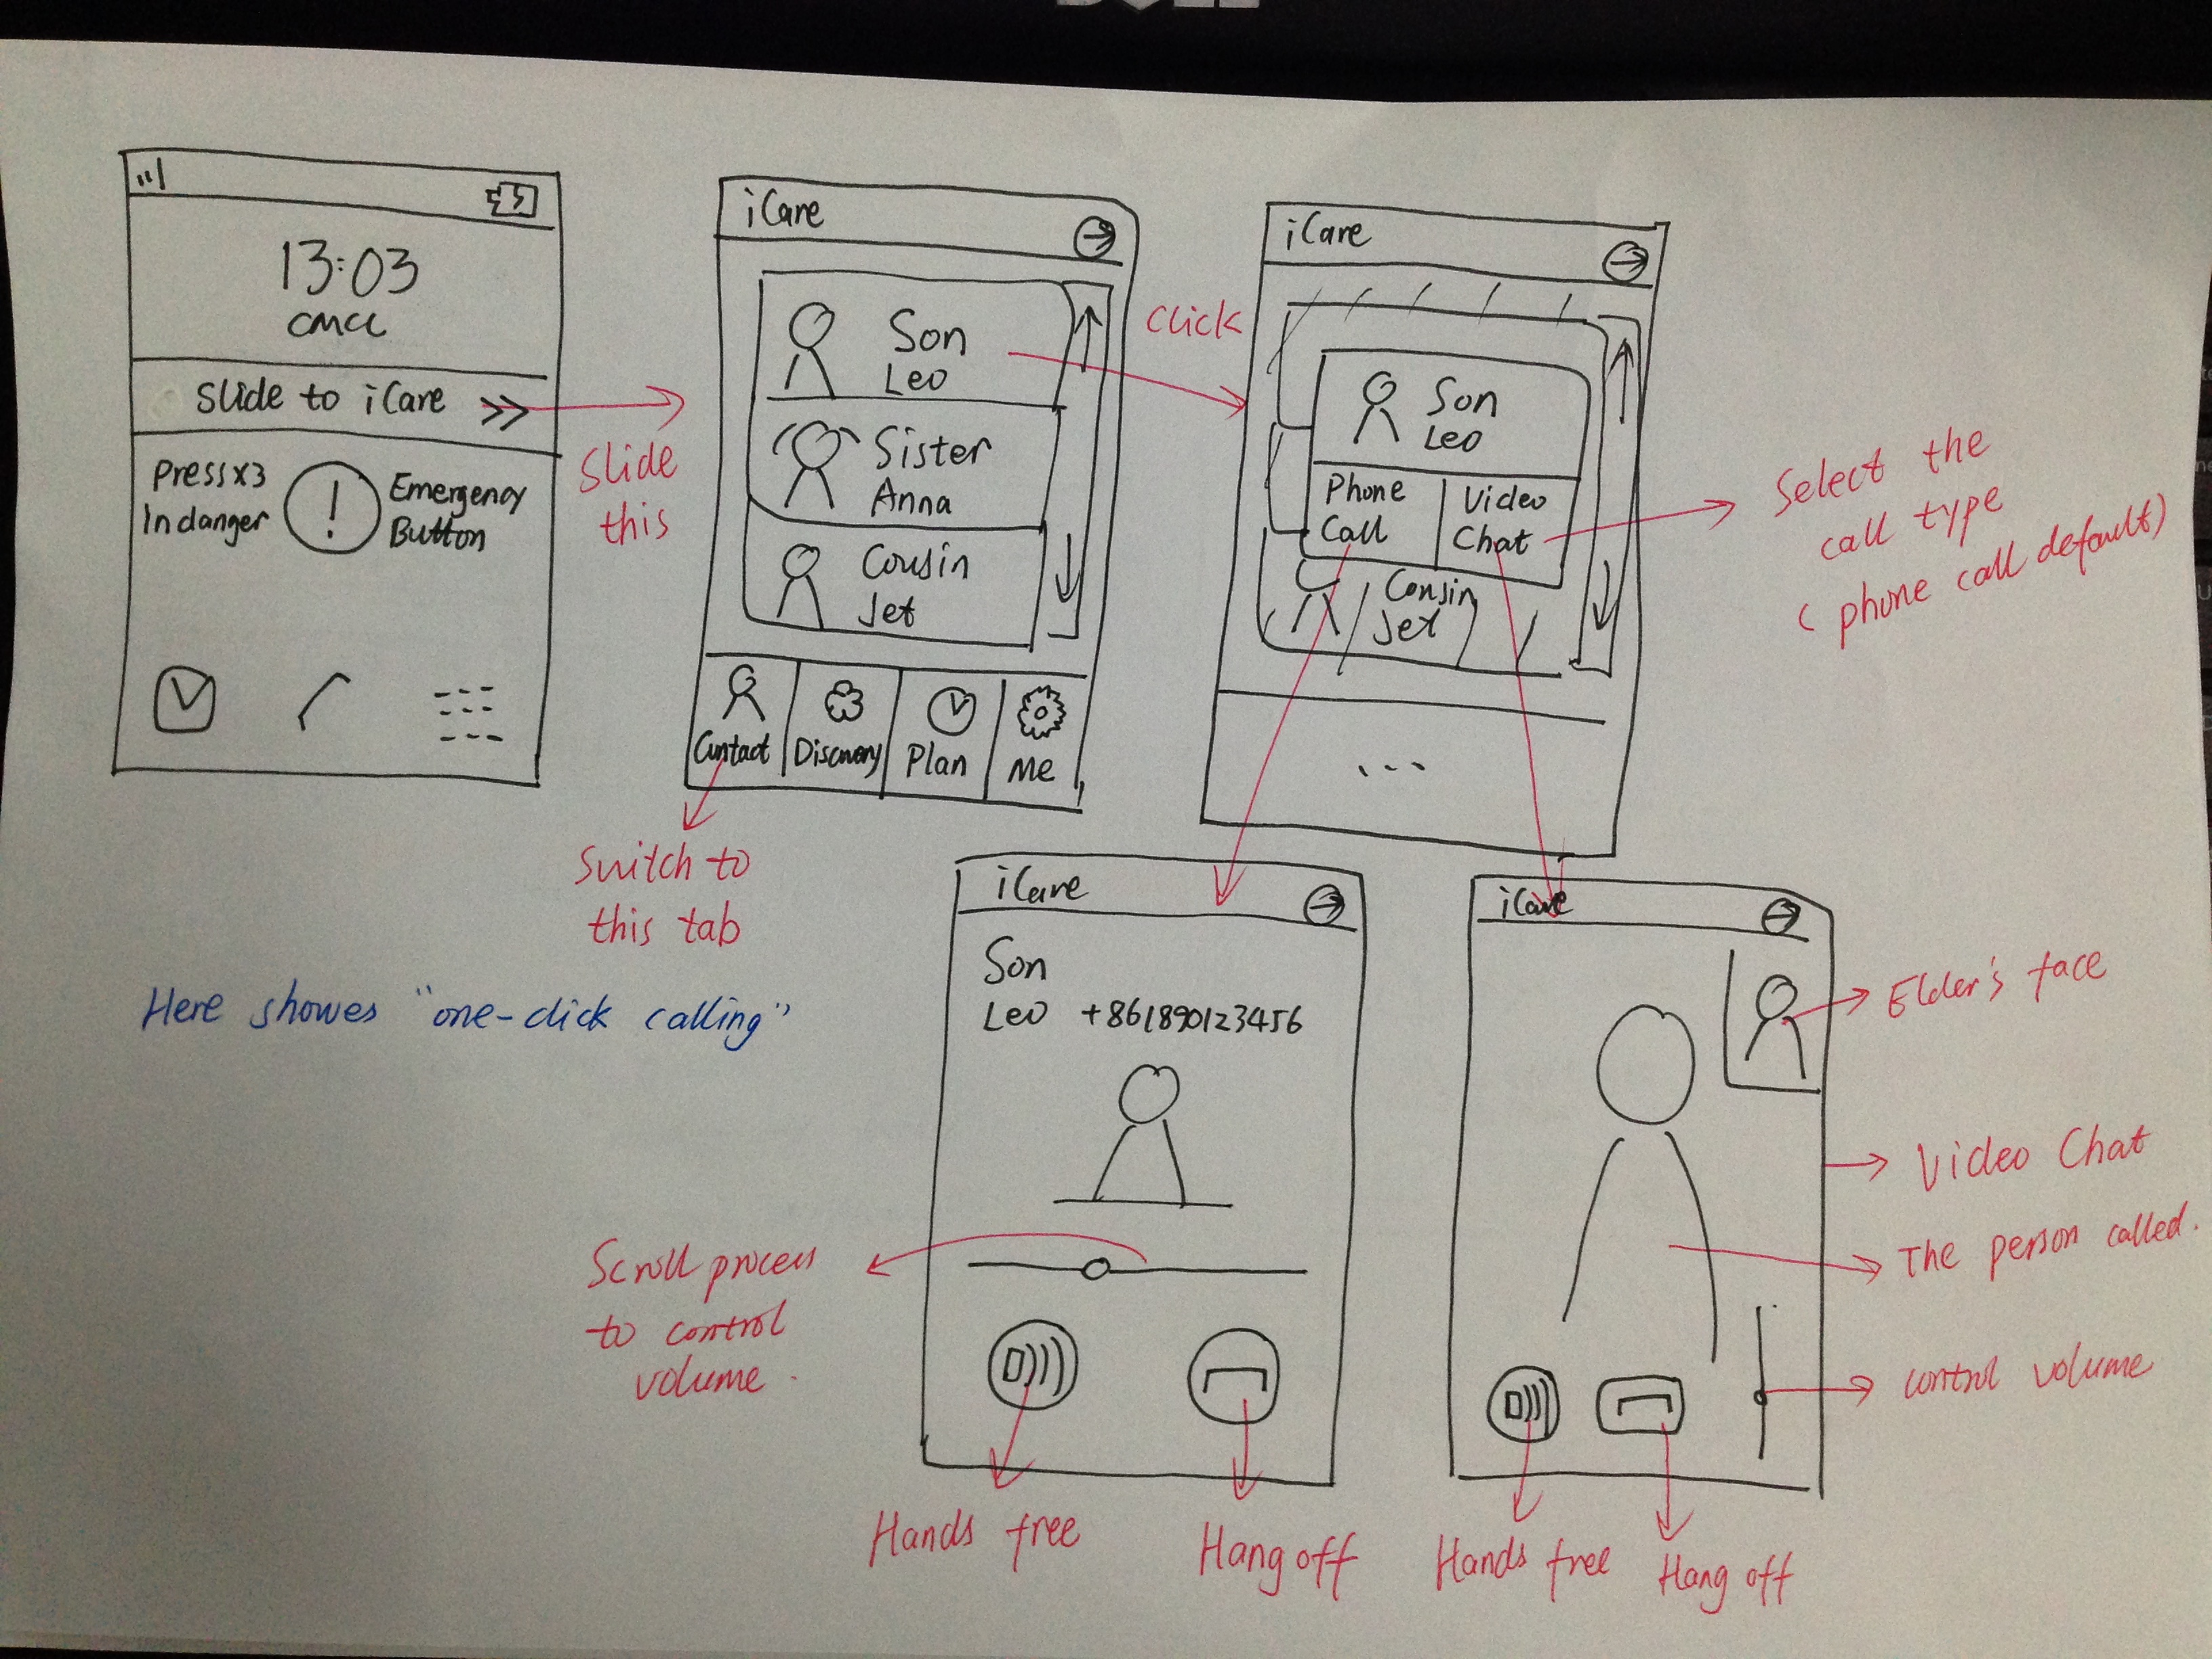 13:03
CMCC
Slide to iCare >>
Press x3
In danger
!
Emergency
Button
Slide
this
iCare
Son
Leo
Sister
Anna
Cousin
Jet
Contact
Discovery
Plan
Me
Switch to
this tab
Click
iCare
Son
Leo
Phone
Call
Video
Chat
Cousin
Jet
...
Select the
call type
(phone call default)
Here showes "one-click calling"
iCare
Son
Leo +861890123456
Scroll process
to control
volume.
Hands free
Hang off
iCare
Elder's face
Video Chat
The person called.
control volume
Hands free
Hang off